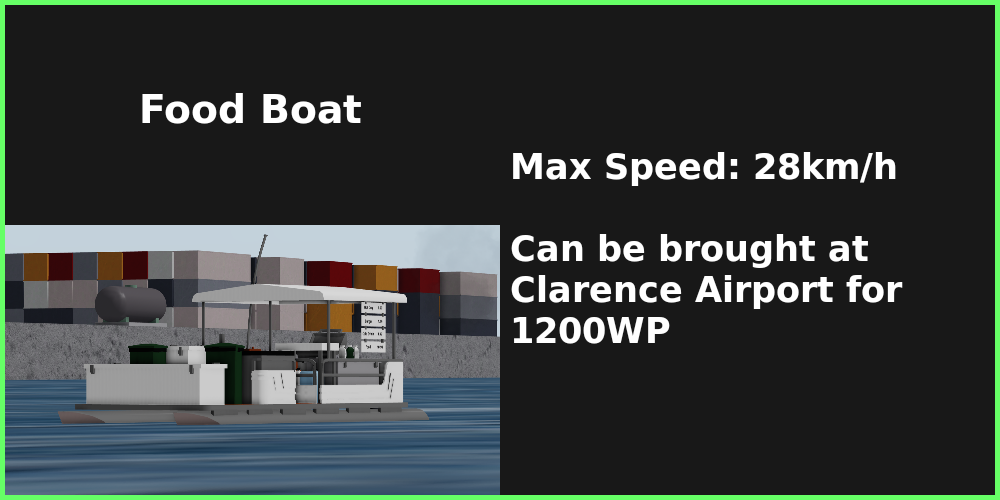 Food Boat
Max Speed: 28km/h
Can be brought at
Clarence Airport for
1200WP